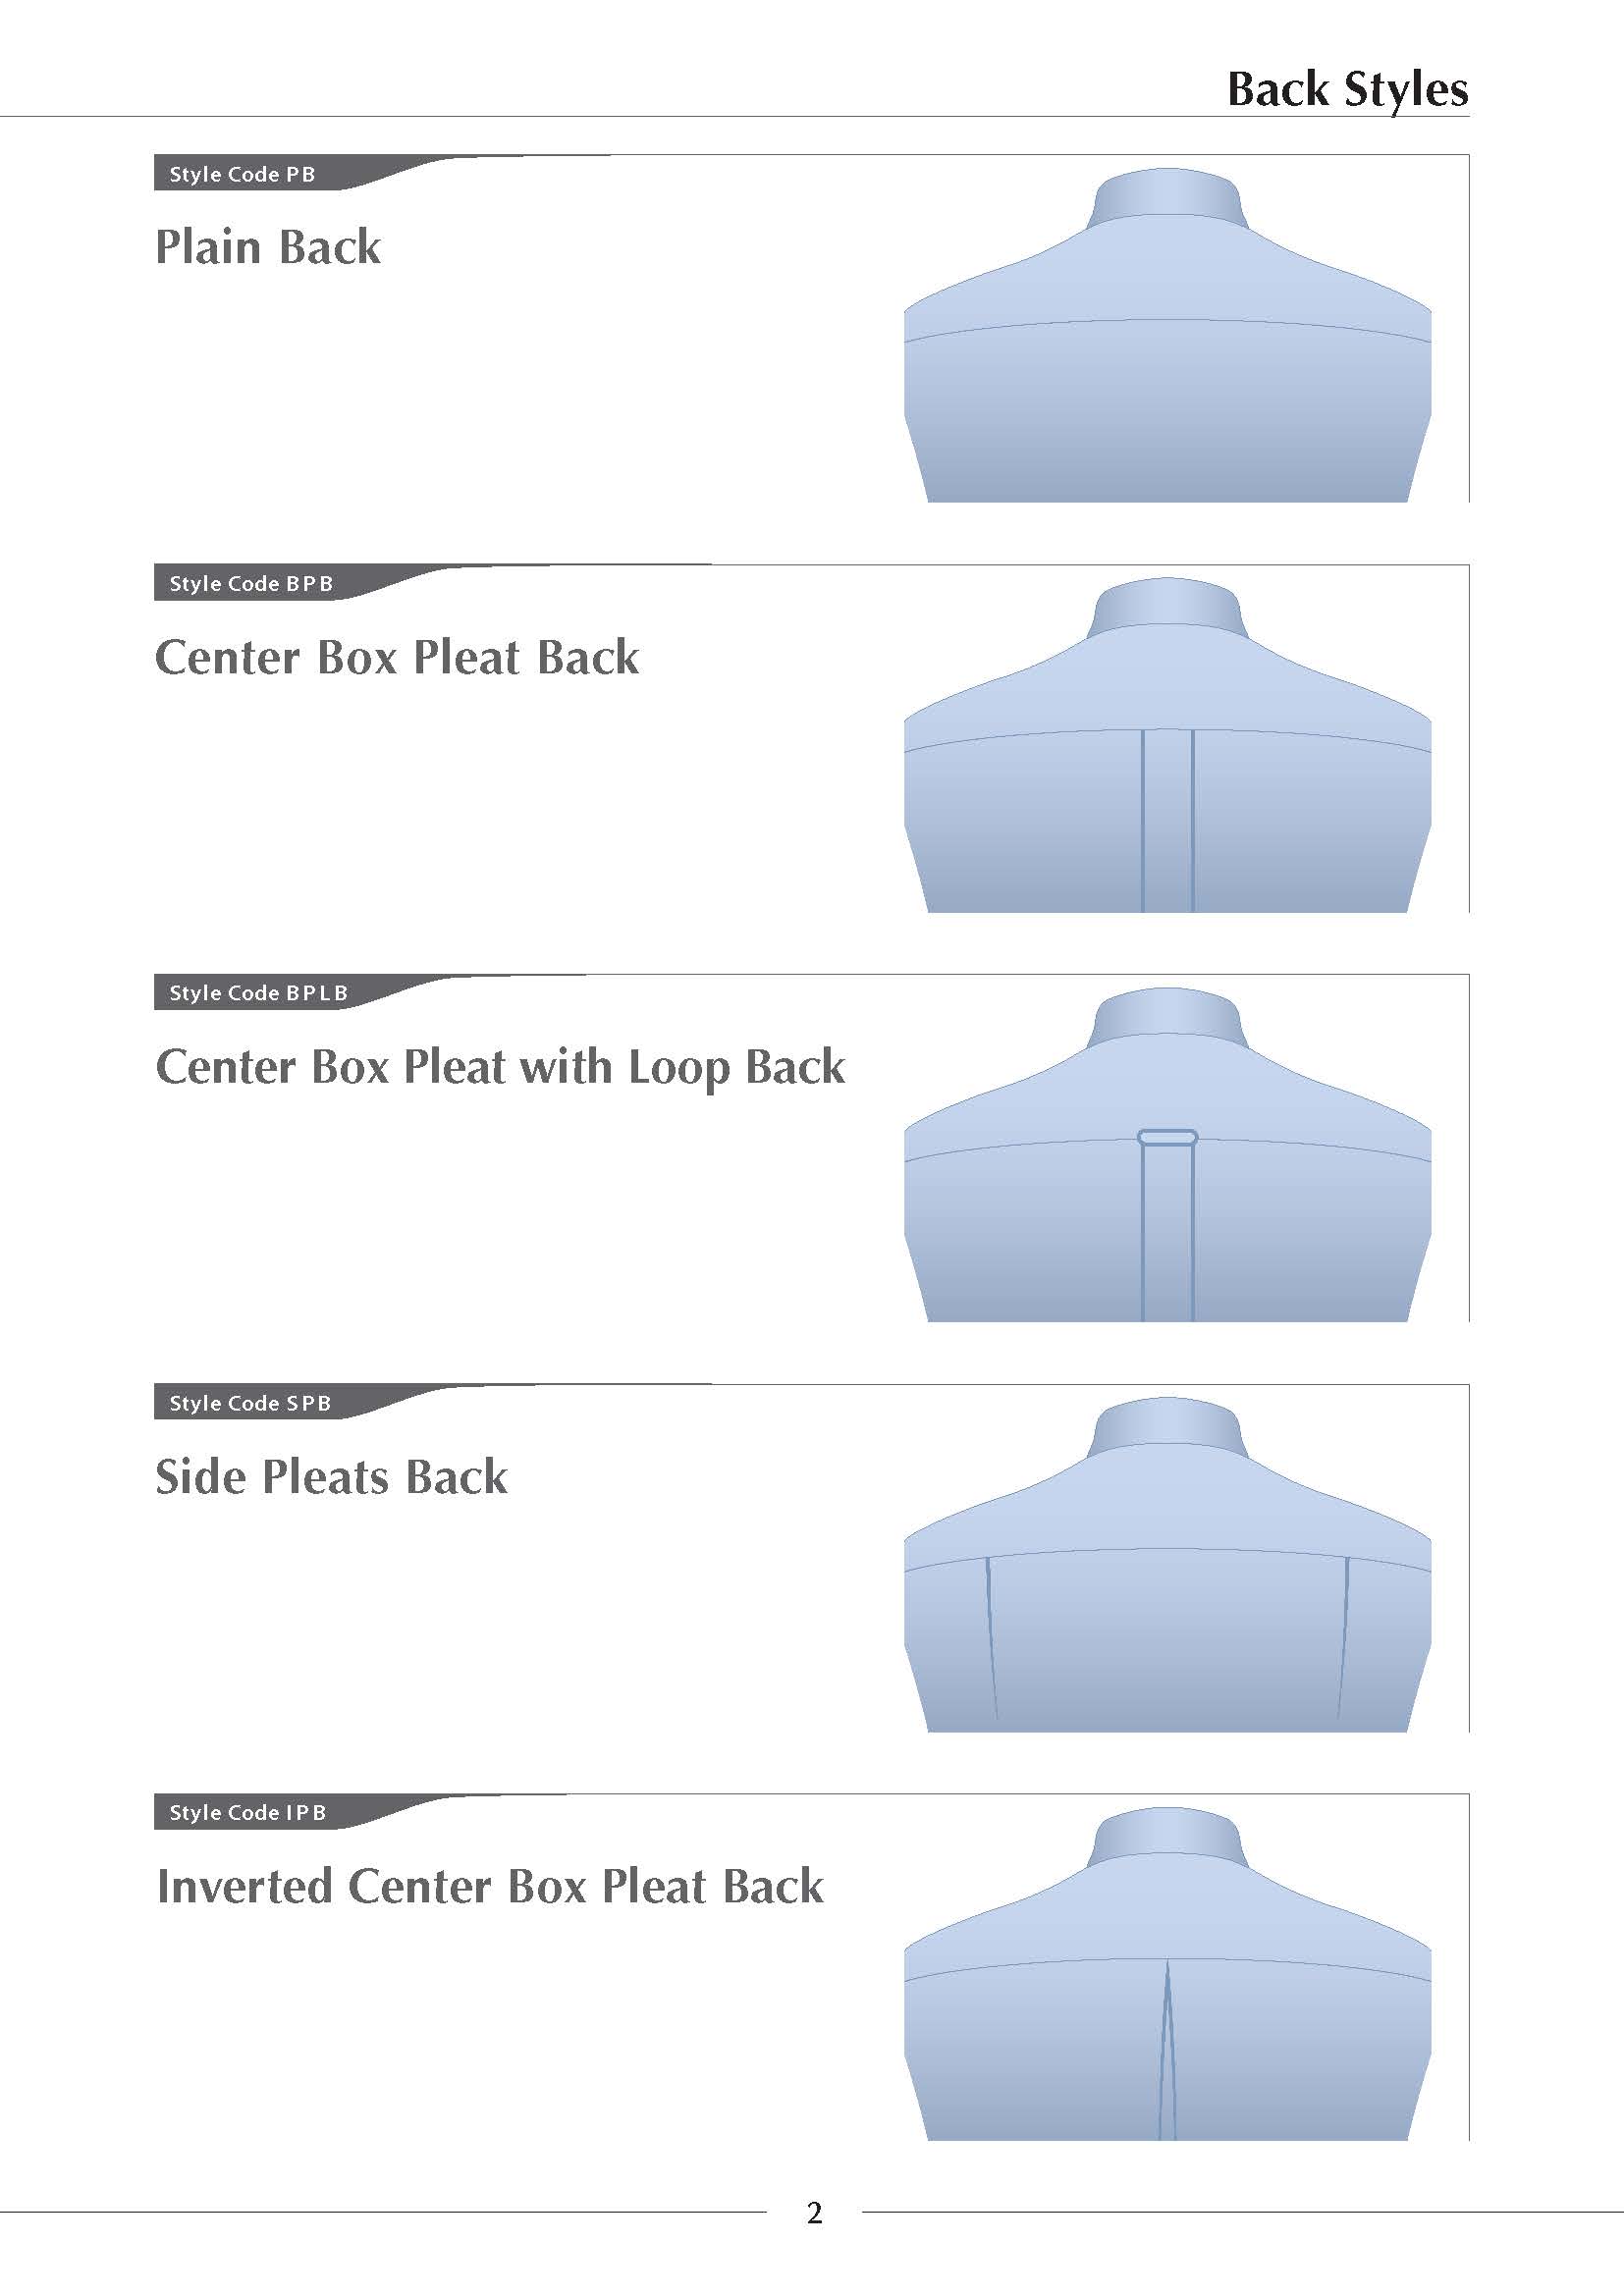 Back Styles
Style Code PB
Plain Back
Style Code BPB
Center Box Pleat Back
Style Code BPLB
Center Box Pleat with Loop Back
Style Code SPB
Side Pleats Back
Style Code IPB
Inverted Center Box Pleat Back
2